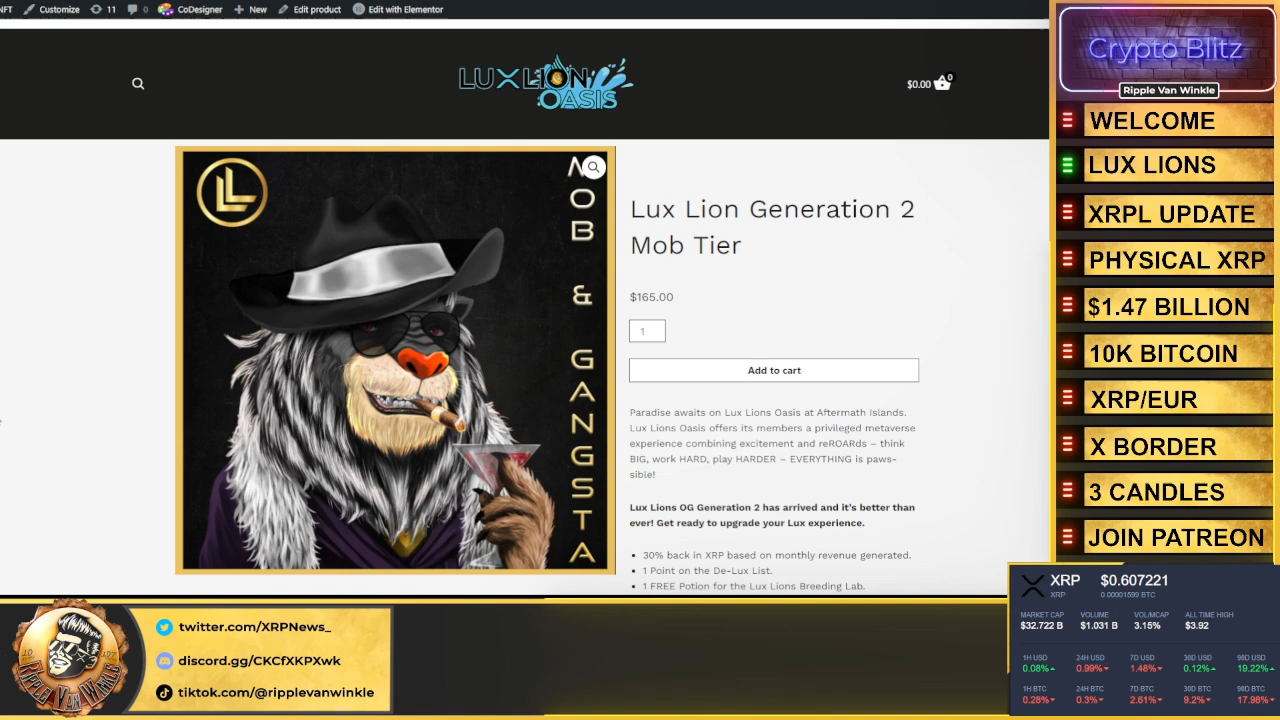 NFT Customize 11 0 CoDesigner New Edit product Edit with Elementor
LUX LION
OASIS
$0.00 0
LL
MOB & GANGSTA
Lux Lion Generation 2
Mob Tier
$165.00
1
Add to cart
Paradise awaits on Lux Lions Oasis at Aftermath Islands.
Lux Lions Oasis offers its members a privileged metaverse
experience combining excitement and reROARds – think
BIG, work HARD, play HARDER – EVERYTHING is paws-
sible!
Lux Lions OG Generation 2 has arrived and it's better than
ever! Get ready to upgrade your Lux experience.
30% back in XRP based on monthly revenue generated.
1 Point on the De-Lux List.
1 FREE Potion for the Lux Lions Breeding Lab.
Crypto Blitz
Ripple Van Winkle
WELCOME
LUX LIONS
XRPL UPDATE
PHYSICAL XRP
$1.47 BILLION
10K BITCOIN
XRP/EUR
X BORDER
3 CANDLES
JOIN PATREON
XRP $0.607221
XRP 0.00001599 BTC
MARKET CAP VOLUME VOL/MCAP ALL TIME HIGH
$32.722 B $1.031 B 3.15% $3.92
1H USD 24H USD 7D USD 30D USD 90D USD
0.08% 0.99% 1.48% 0.12% 19.22%
1H BTC 24H BTC 7D BTC 30D BTC 90D BTC
0.28% 0.3% 2.61% 9.2% 17.98%
RIPPLE VAN WINKLE
twitter.com/XRPNews_
discord.gg/CKCfXKPXwk
tiktok.com/@ripplevanwinkle